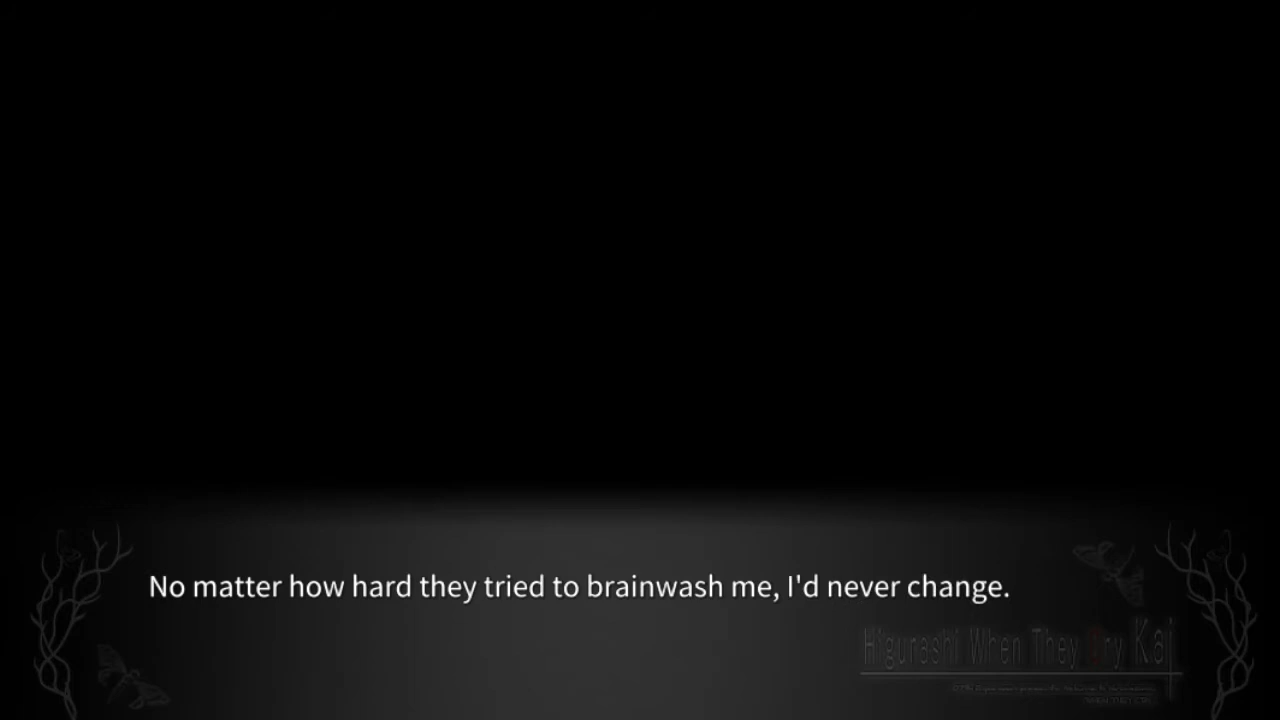 No matter how hard they tried to brainwash me, I'd never change.
Higurashi When They Cry Kai